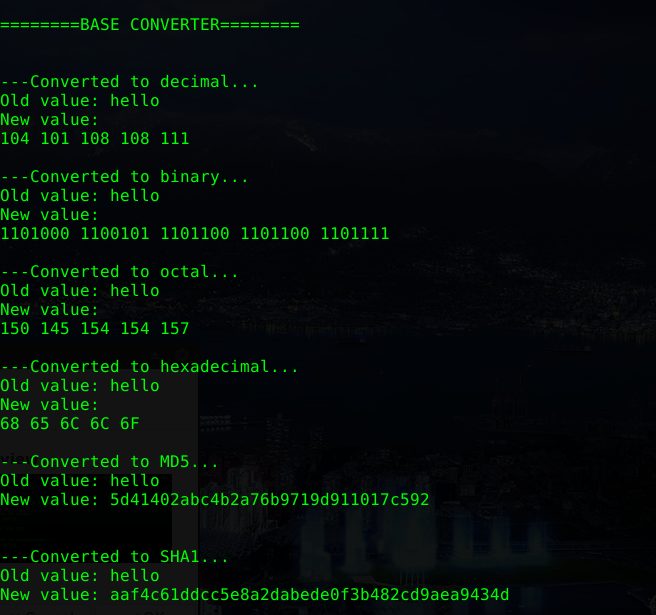 ========BASE CONVERTER========
---Converted to decimal...
Old value: hello
New value:
104 101 108 108 111
---Converted to binary...
Old value: hello
New value:
1101000 1100101 1101100 1101100 1101111
---Converted to octal...
Old value: hello
New value:
150 145 154 154 157
---Converted to hexadecimal...
Old value: hello
New value:
68 65 6C 6C 6F
---Converted to MD5...
Old value: hello
New value: 5d41402abc4b2a76b9719d911017c592
---Converted to SHA1...
Old value: hello
New value: aaf4c61ddcc5e8a2dabede0f3b482cd9aea9434d